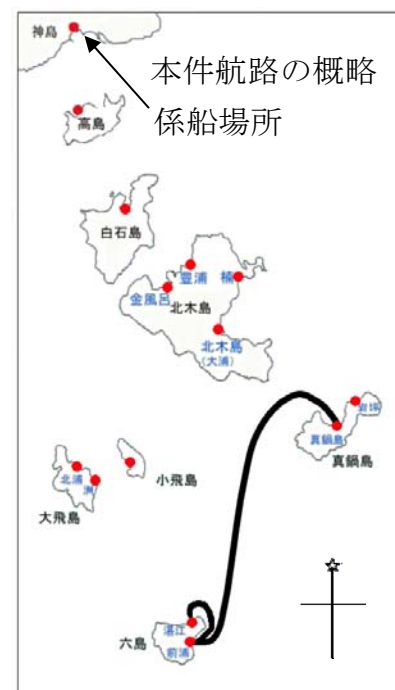 神島
本件航路の概略
係船場所
高島
白石島
豊浦 楠
金風呂
北木島
北木島
(大浦)
岩坪
真鍋島
真鍋島
北浦
洲
小飛島
大飛島
湛江
六島
前浦